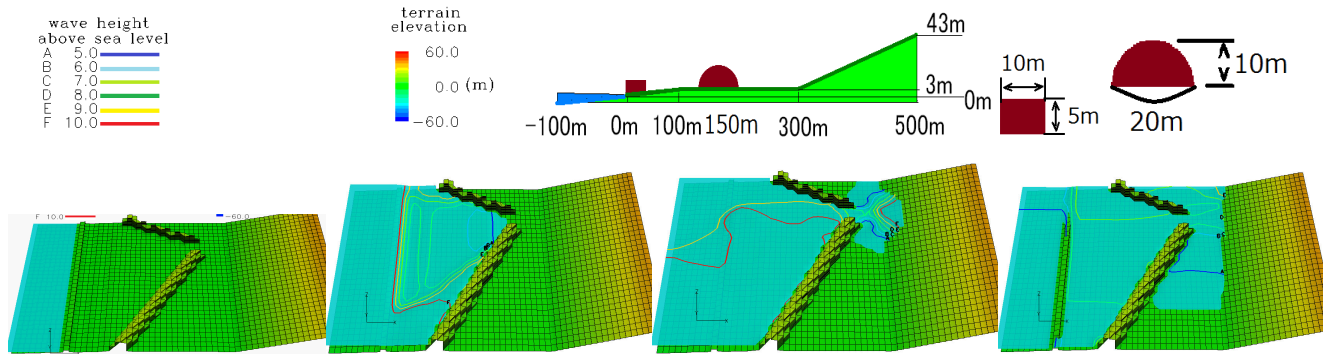 wave height
above sea level
A 5.0
B 6.0
C 7.0
D 8.0
E 9.0
F 10.0
terrain
elevation
60.0
0.0 (m)
−60.0
43m
3m
0m
-100m 0m 100m 150m 300m 500m
10m
5m
10m
20m
F 10.0
−60.0